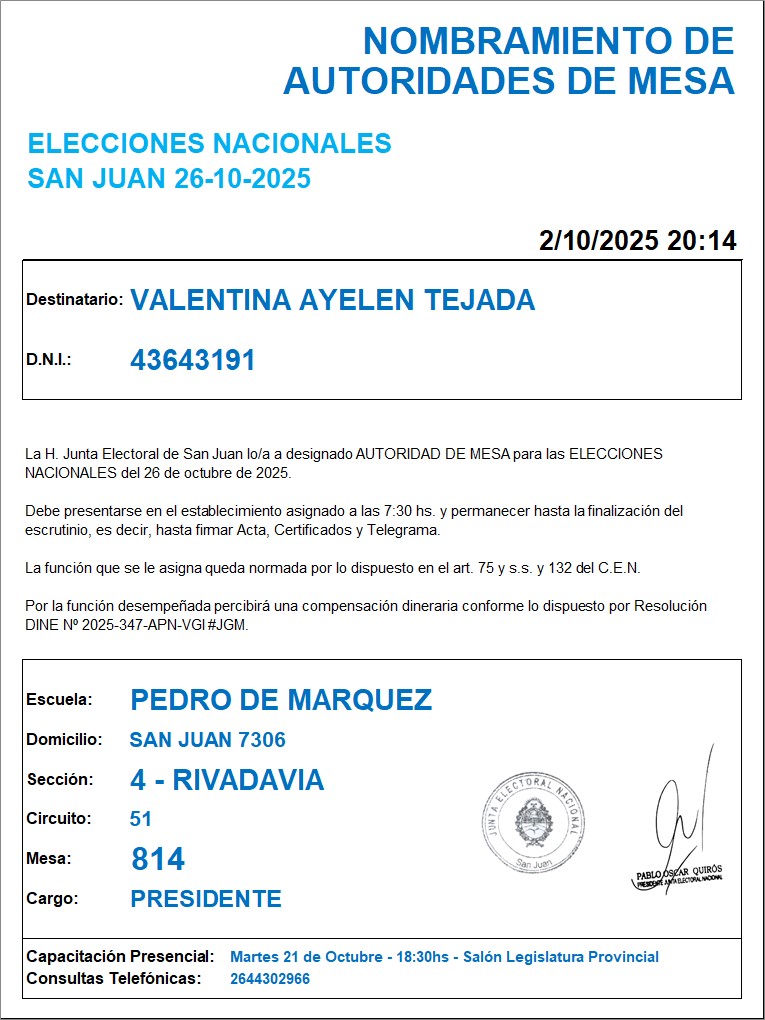 NOMBRAMIENTO DE
AUTORIDADES DE MESA
ELECCIONES NACIONALES
SAN JUAN 26-10-2025
2/10/2025 20:14
Destinatario: VALENTINA AYELEN TEJADA
D.N.I.: 43643191
La H. Junta Electoral de San Juan lo/a a designado AUTORIDAD DE MESA para las ELECCIONES
NACIONALES del 26 de octubre de 2025.
Debe presentarse en el establecimiento asignado a las 7:30 hs. y permanecer hasta la finalización del
escrutinio, es decir, hasta firmar Acta, Certificados y Telegrama.
La función que se le asigna queda normada por lo dispuesto en el art. 75 y s.s. y 132 del C.E.N.
Por la función desempeñada percibirá una compensación dineraria conforme lo dispuesto por Resolución
DINE Nº 2025-347-APN-VGI#JGM.
Escuela: PEDRO DE MARQUEZ
Domicilio: SAN JUAN 7306
Sección: 4 - RIVADAVIA
Circuito: 51
Mesa: 814
Cargo: PRESIDENTE
JUNTA ELECTORAL NACIONAL
San Juan
PABLO OSCAR QUIRÓS
PRESIDENTE JUNTA ELECTORAL NACIONAL
Capacitación Presencial: Martes 21 de Octubre - 18:30hs - Salón Legislatura Provincial
Consultas Telefónicas: 2644302966